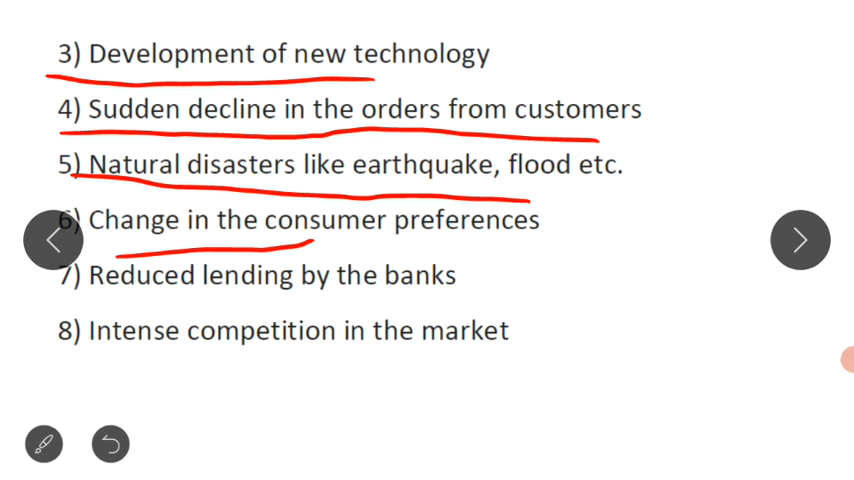 3) Development of new technology
4) Sudden decline in the orders from customers
5) Natural disasters like earthquake, flood etc.
6) Change in the consumer preferences
7) Reduced lending by the banks
8) Intense competition in the market